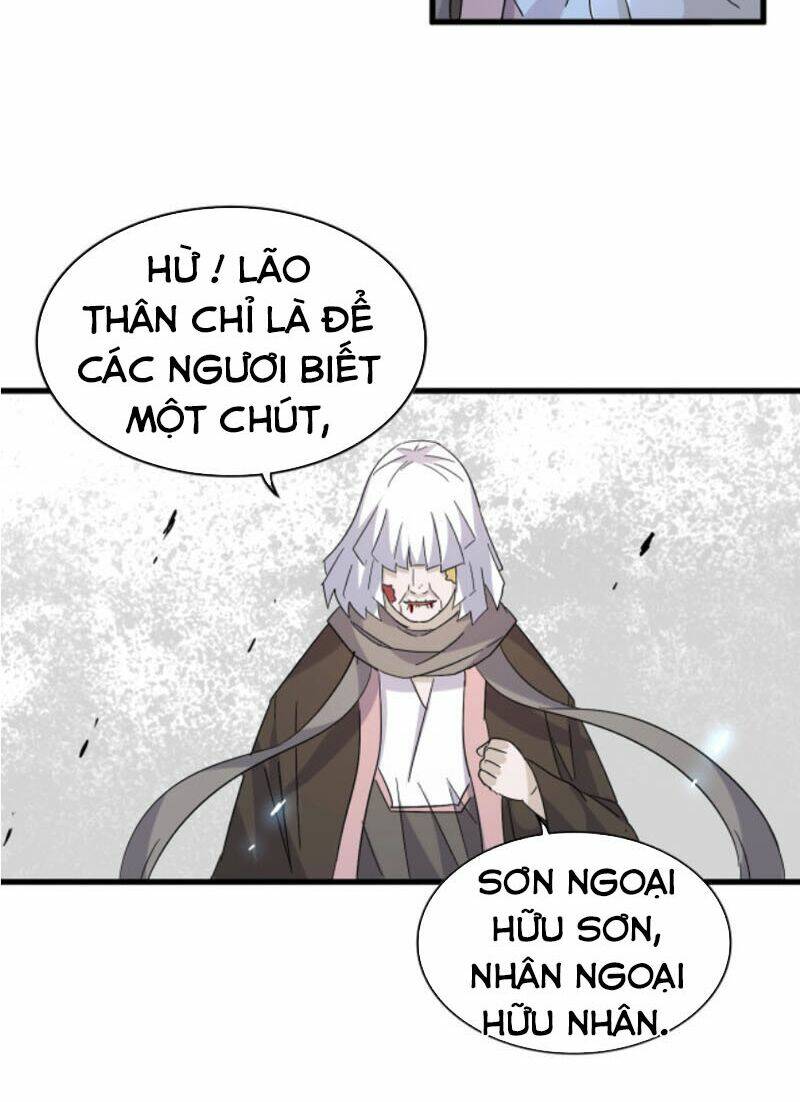 HỪ! LÃO
THÂN CHỈ LÀ ĐỂ
CÁC NGƯƠI BIẾT
MỘT CHÚT,
SƠN NGOẠI
HỮU SƠN,
NHÂN NGOẠI
HỮU NHÂN.